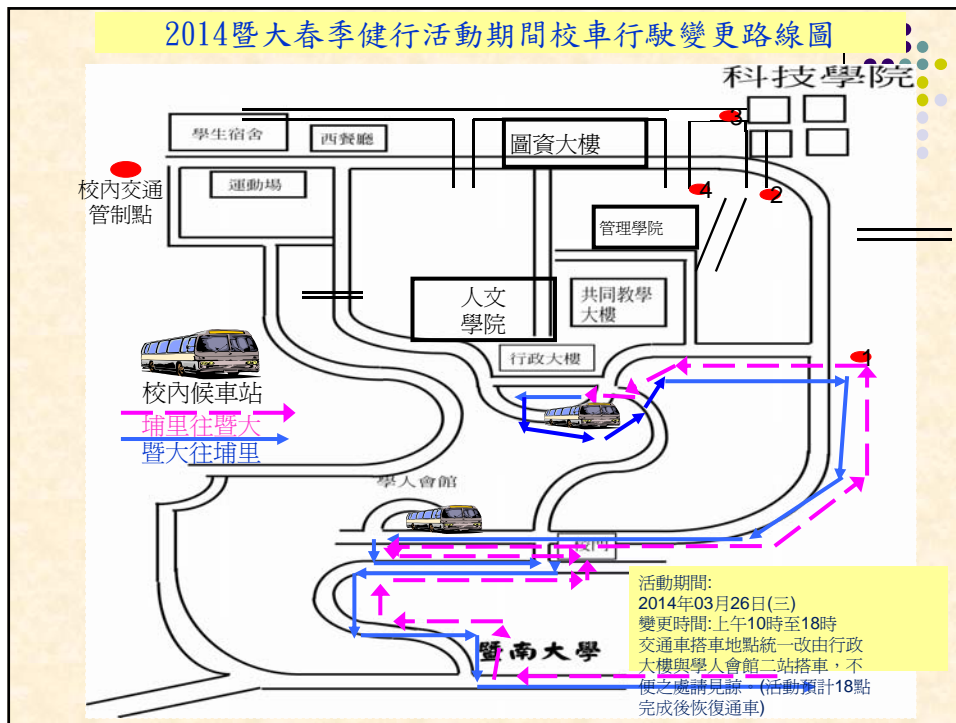 2014暨大春季健行活動期間校車行駛變更路線圖
科技學院
學生宿舍
西餐廳
圖資大樓
3
校內交通
管制點
運動場
4
2
管理學院
人文
學院
共同教學
大樓
行政大樓
1
校內候車站
埔里往暨大
暨大往埔里
學人會館
校門
暨南大學
活動期間:
2014年03月26日(三)
變更時間:上午10時至18時
交通車搭車地點統一改由行政
大樓與學人會館二站搭車，不
便之處請見諒。(活動預計18點
完成後恢復通車)